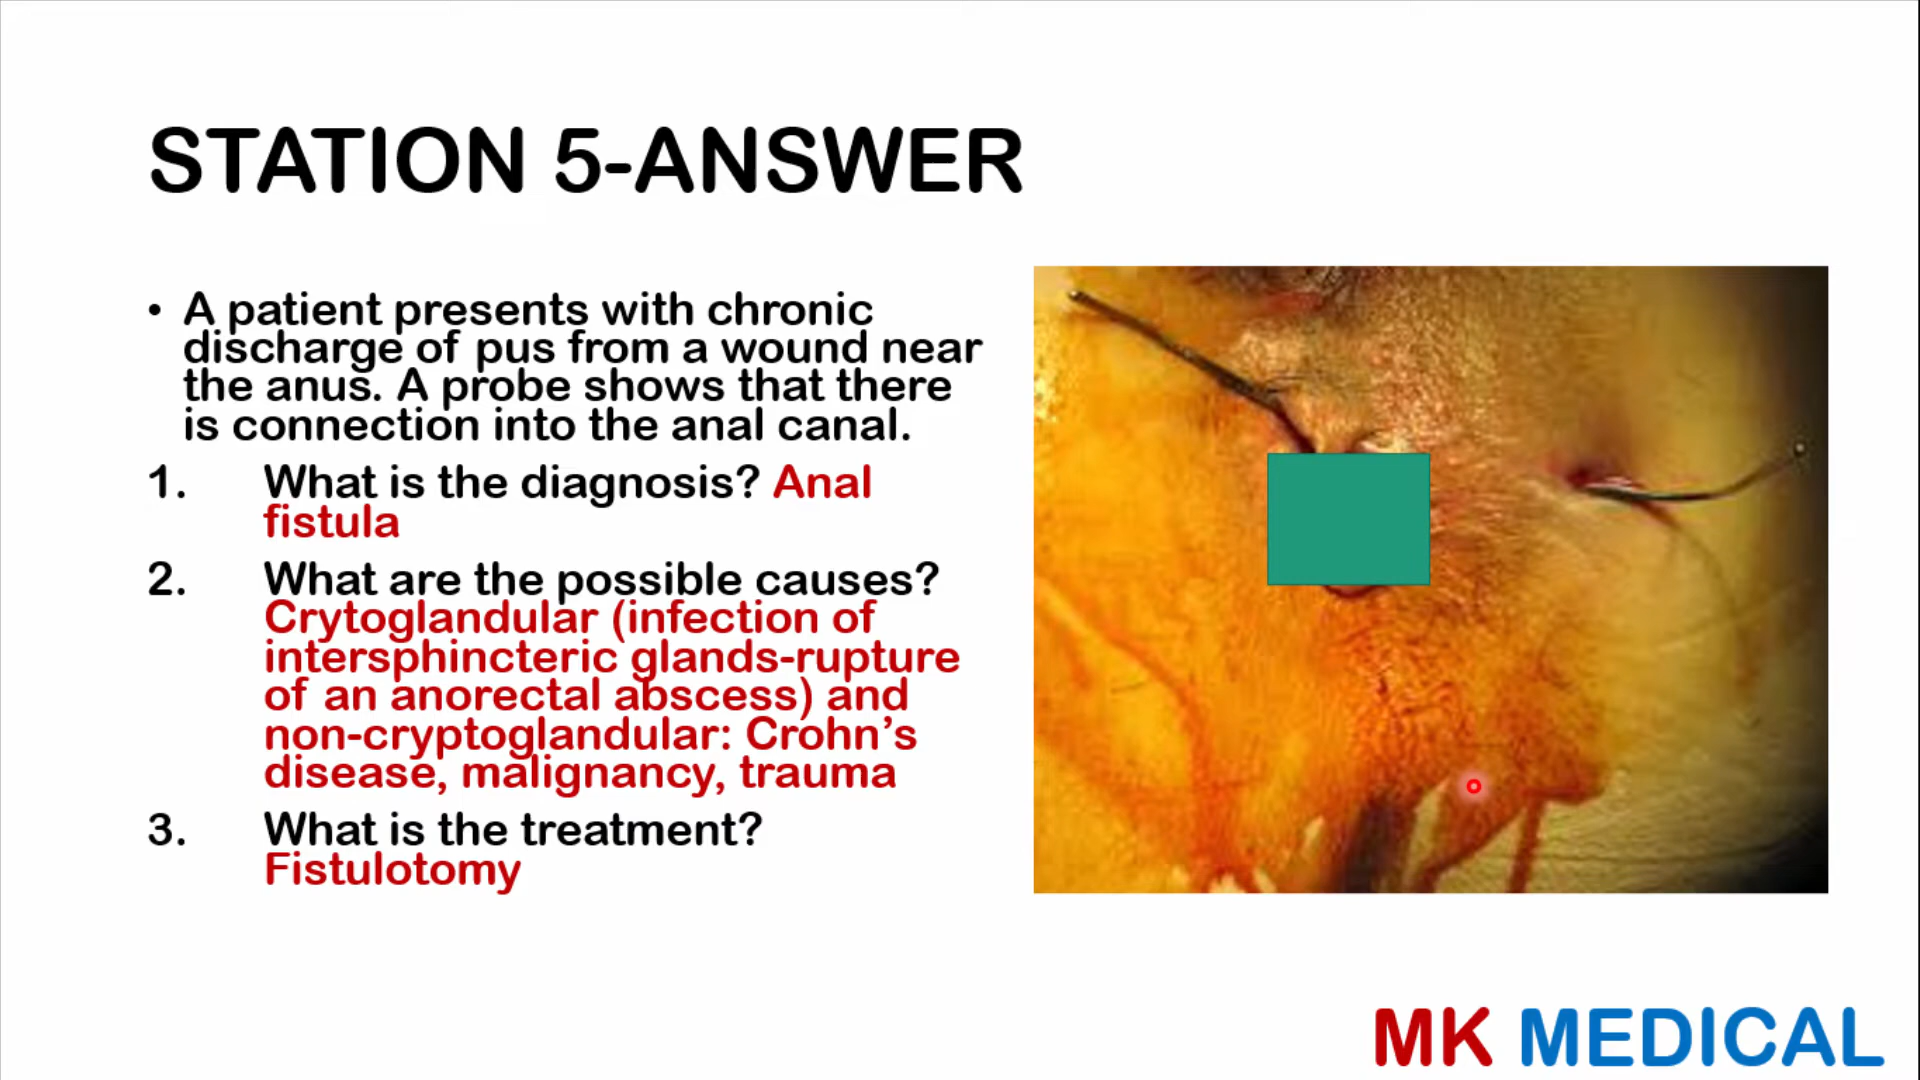 STATION 5-ANSWER
• A patient presents with chronic
discharge of pus from a wound near
the anus. A probe shows that there
is connection into the anal canal.
1. What is the diagnosis? Anal
fistula
2. What are the possible causes?
Crytoglandular (infection of
intersphincteric glands-rupture
of an anorectal abscess) and
non-cryptoglandular: Crohn’s
disease, malignancy, trauma
3. What is the treatment?
Fistulotomy
MK MEDICAL